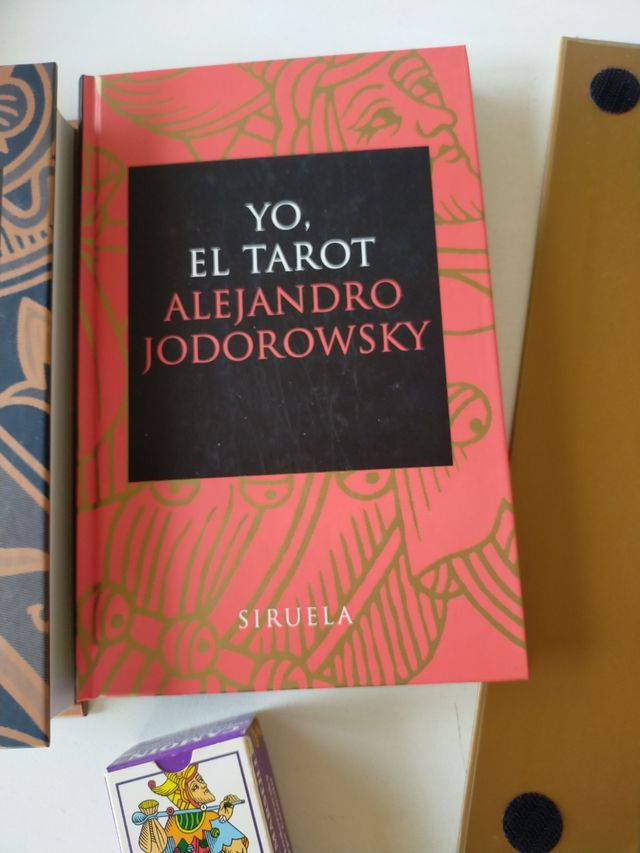 YO,
EL TAROT
ALEJANDRO
JODOROWSKY
SIRUELA